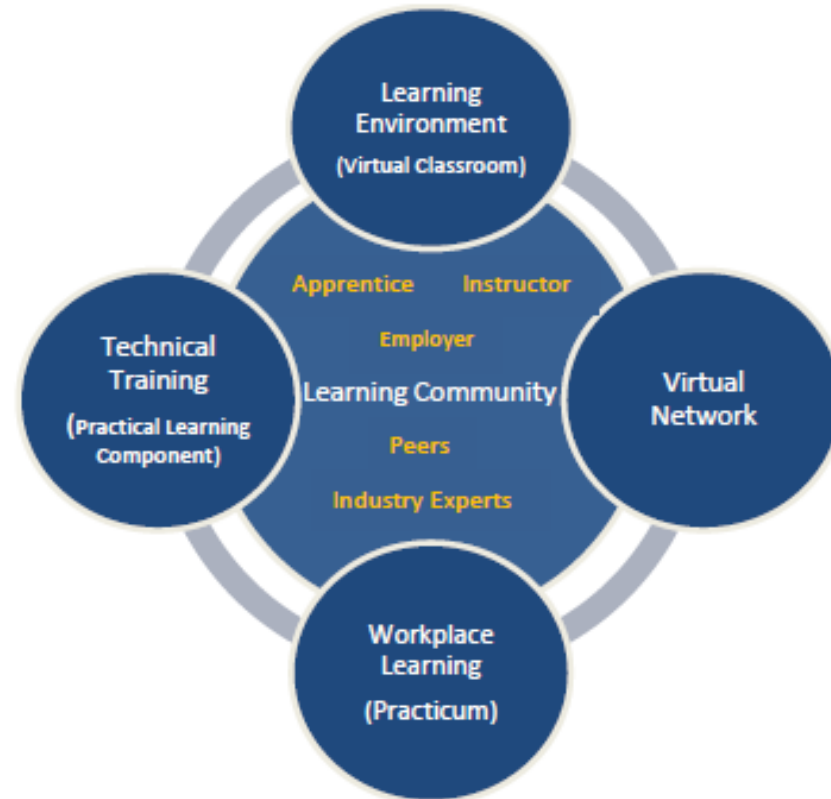 Learning
Environment
(Virtual Classroom)
Apprentice Instructor
Employer
Learning Community
Peers
Industry Experts
Technical
Training
(Practical Learning
Component)
Virtual
Network
Workplace
Learning
(Practicum)